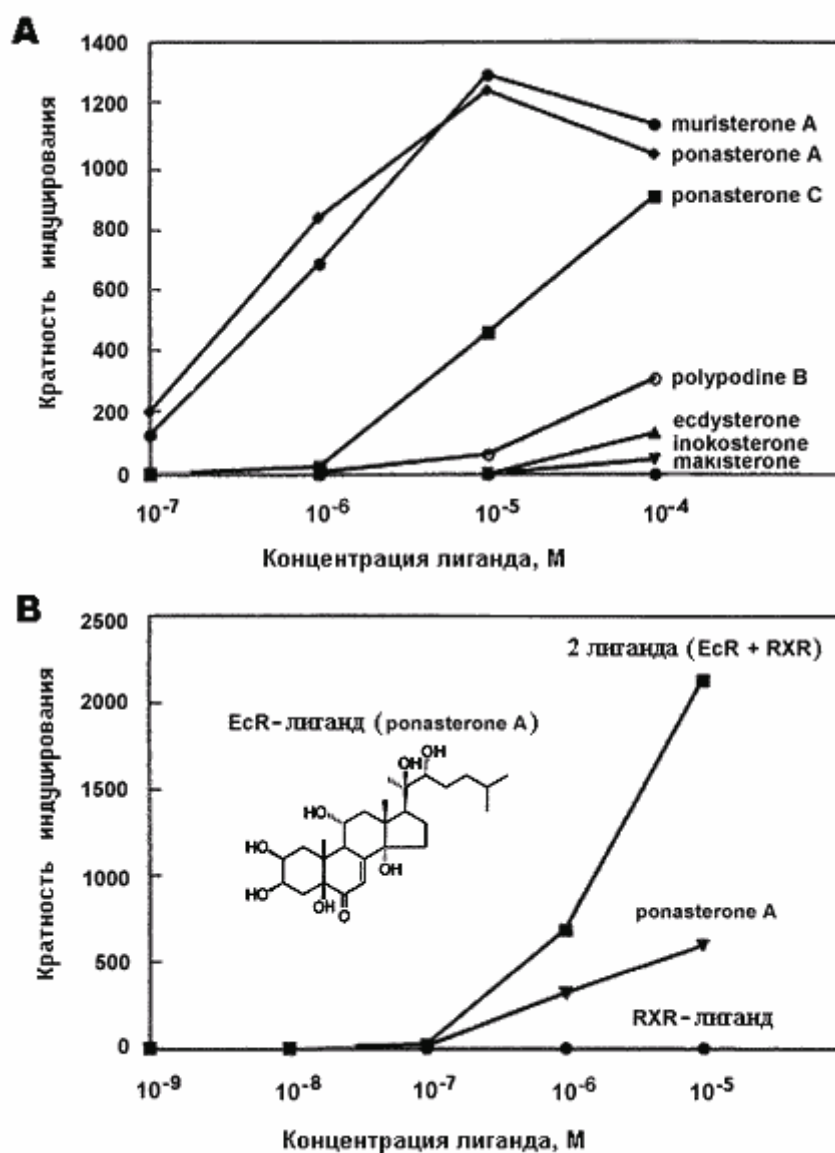 A
1400
1200
1000
800
600
400
200
0
Кратность индуцирования
muristerone A
ponasterone A
ponasterone C
polypodine B
ecdysterone
inokosterone
makisterone
10-7
10-6
10-5
10-4
Концентрация лиганда, М
B
2500
2000
1500
1000
500
0
Кратность индуцирования
2 лиганда (EcR + RXR)
EcR-лиганд (ponasterone A)
OH
OH
HO
HO
HO
OH
OH
O
ponasterone A
RXR-лиганд
10-9
10-8
10-7
10-6
10-5
Концентрация лиганда, М